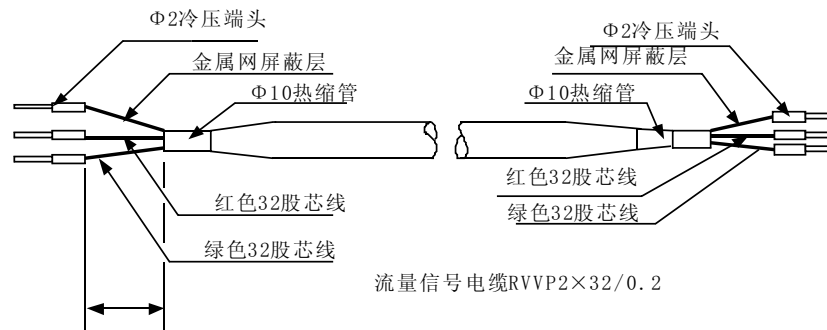 Φ2冷压端头
金属网屏蔽层
Φ10热缩管
红色32股芯线
绿色32股芯线
Φ2冷压端头
金属网屏蔽层
Φ10热缩管
红色32股芯线
绿色32股芯线
流量信号电缆RVVP2×32/0.2